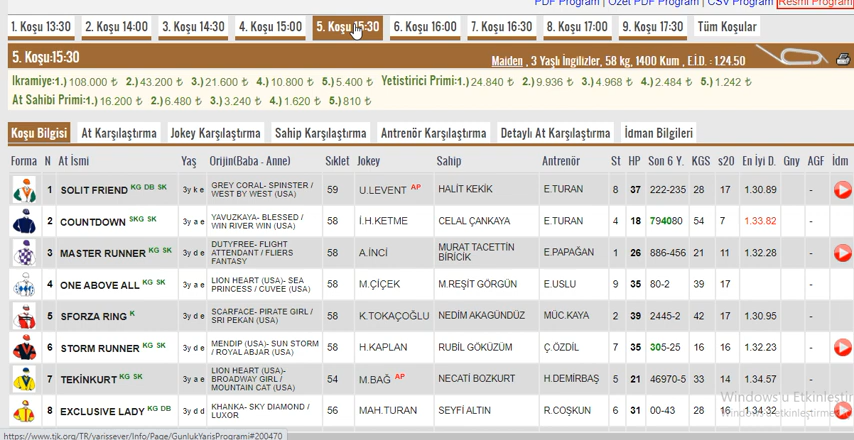 PDF Program | Özet PDF Program | CSV Program | Resmi Program
1. Koşu 13:30 2. Koşu 14:00 3. Koşu 14:30 4. Koşu 15:00 5. Koşu 15:30 6. Koşu 16:00 7. Koşu 16:30 8. Koşu 17:00 9. Koşu 17:30 Tüm Koşular
5. Koşu:15:30 Maiden , 3 Yaşlı İngilizler, 58 kg, 1400 Kum , E.İ.D. : 1.24.50
Ikramiye:1.) 108.000 ₺ 2.) 43.200 ₺ 3.) 21.600 ₺ 4.) 10.800 ₺ 5.) 5.400 ₺ Yetistirici Primi:1.) 24.840 ₺ 2.) 9.936 ₺ 3.) 4.968 ₺ 4.) 2.484 ₺ 5.) 1.242 ₺
At Sahibi Primi:1.) 16.200 ₺ 2.) 6.480 ₺ 3.) 3.240 ₺ 4.) 1.620 ₺ 5.) 810 ₺
Koşu Bilgisi At Karşılaştırma Jokey Karşılaştırma Sahip Karşılaştırma Antrenör Karşılaştırma Detaylı At Karşılaştırma İdman Bilgileri
Forma N At İsmi Yaş Orijin(Baba - Anne) Sıklet Jokey Sahip Antrenör St HP Son 6 Y. KGS s20 En İyi D. Gny AGF İdm
1 SOLIT FRIEND KG DB SK 3y k e GREY CORAL- SPINSTER / WEST BY WEST (USA) 59 U.LEVENT AP HALİT KEKİK E.TURAN 8 37 222-235 28 17 1.30.89 -
2 COUNTDOWN SKG SK 3y a e YAVUZKAYA- BLESSED / WIN RIVER WIN (USA) 58 İ.H.KETME CELAL ÇANKAYA E.TURAN 4 18 794080 54 7 1.33.82 -
3 MASTER RUNNER KG SK 3y d e DUTYFREE- FLIGHT ATTENDANT / FLIERS FANTASY 58 A.İNCİ MURAT TACETTİN BİRİCİK E.PAPAĞAN 1 26 886-456 21 11 1.32.28 -
4 ONE ABOVE ALL KG SK 3y a e LION HEART (USA)- SEA PRINCESS / CUVEE (USA) 58 M.ÇİÇEK M.REŞİT GÖRGÜN E.USLU 9 35 80-2 39 17 -
5 SFORZA RING K 3y d e SCARFACE- PIRATE GIRL / SRI PEKAN (USA) 58 K.TOKAÇOĞLU NEDİM AKAGÜNDÜZ MÜC.KAYA 2 39 2445-2 42 17 1.30.95 -
6 STORM RUNNER KG SK 3y d e MENDIP (USA)- SUN STORM / ROYAL ABJAR (USA) 58 H.KAPLAN RUBİL GÖKÜZÜM Ç.ÖZDİL 7 35 305-25 16 16 1.32.23 -
7 TEKİNKURT KG SK 3y a e LION HEART (USA)- BROADWAY GIRL / MOUNTAIN CAT (USA) 54 M.BAĞ AP NECATİ BOZKURT H.DEMİRBAŞ 5 21 46970-5 33 14 1.34.57 -
8 EXCLUSIVE LADY KG DB 3y d d KHANKA- SKY DIAMOND / LUXOR 56 MAH.TURAN SEYFİ ALTIN R.COŞKUN 6 31 00-43 28 16 1.34.32 -
Windows'u Etkinleştir
https://www.tjk.org/TR/yarissever/Info/Page/GunlukYarisProgrami#200470